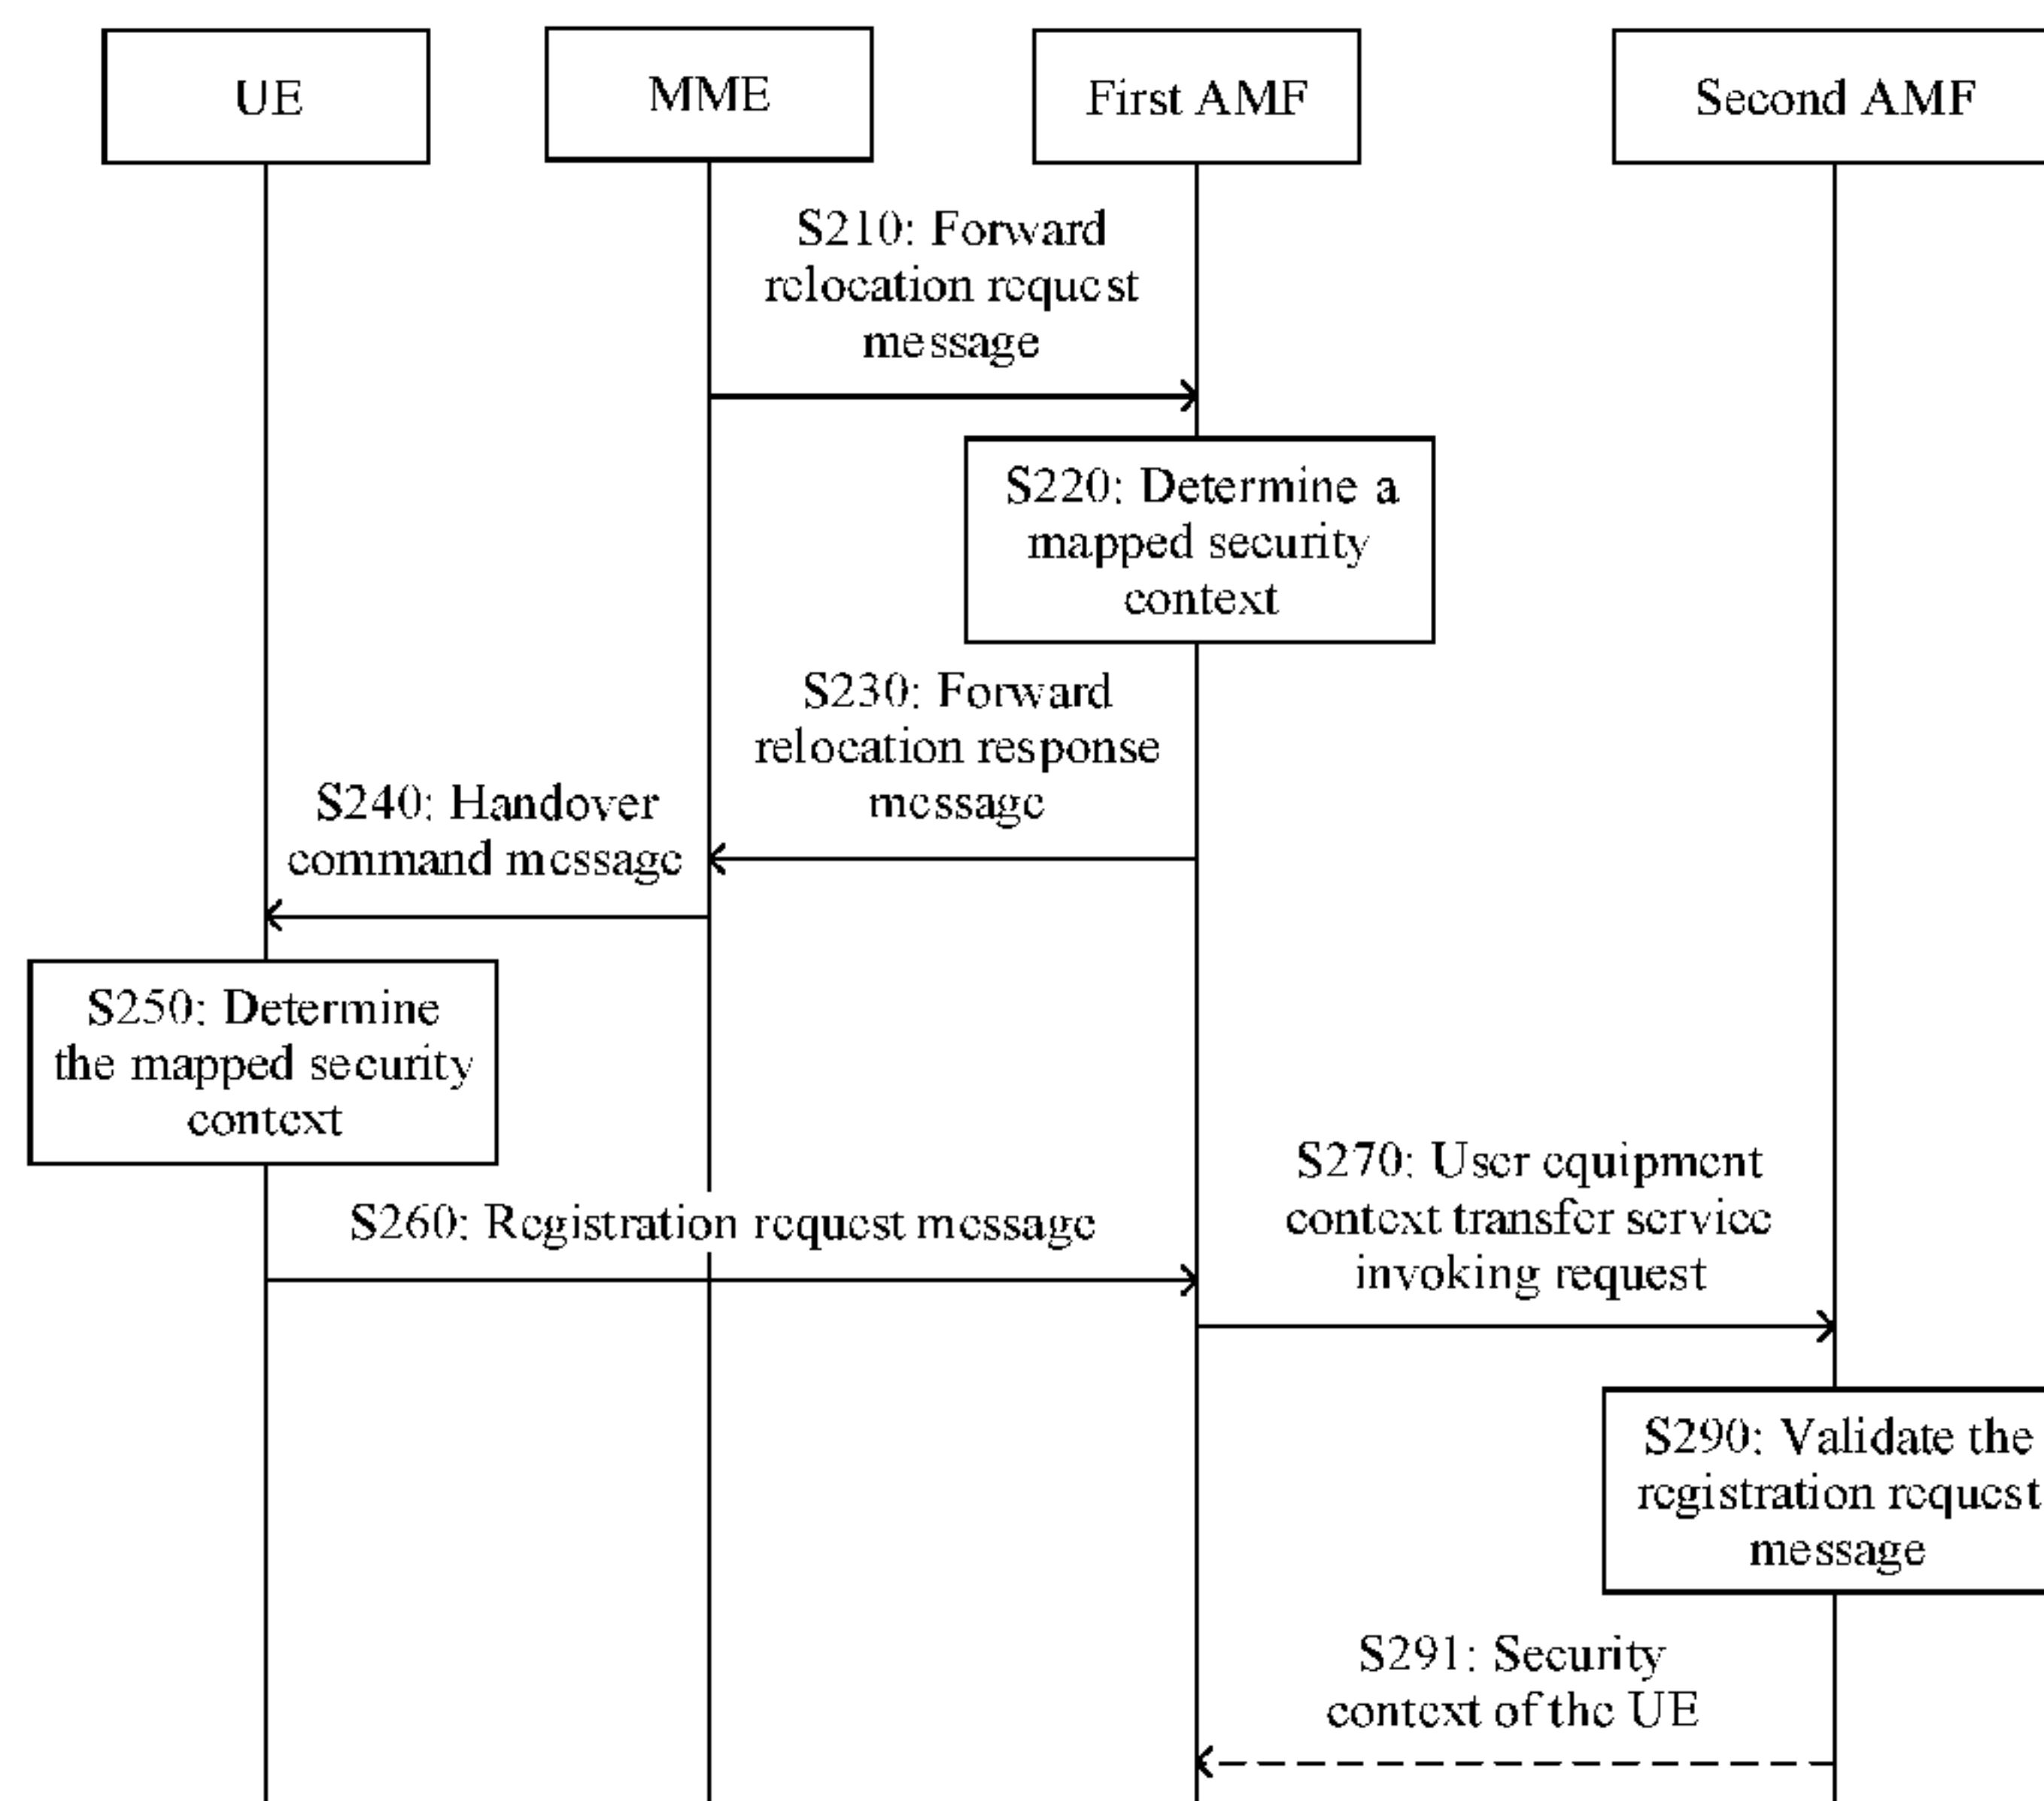 UE
MME
First AMF
Second AMF
S210: Forward
relocation request
message
S220: Determine a
mapped security
context
S230: Forward
relocation response
message
S240: Handover
command message
S250: Determine
the mapped security
context
S260: Registration request message
S270: User equipment
context transfer service
invoking request
S290: Validate the
registration request
message
S291: Security
context of the UE